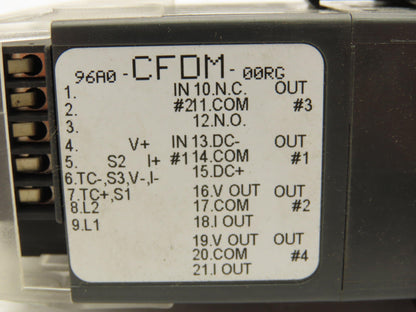 96A0 - CFDM - 00RG
1. IN 10.N.C. OUT
2. #2 11.COM #3
3. 12.N.O.
4. V+ IN 13.DC- OUT
5. S2 I+ #1 14.COM #1
6.TC-,S3,V-,I- 15.DC+
7.TC+,S1 16.V OUT OUT
8.L2 17.COM #2
9.L1 18.I OUT
19.V OUT OUT
20.COM #4
21.I OUT